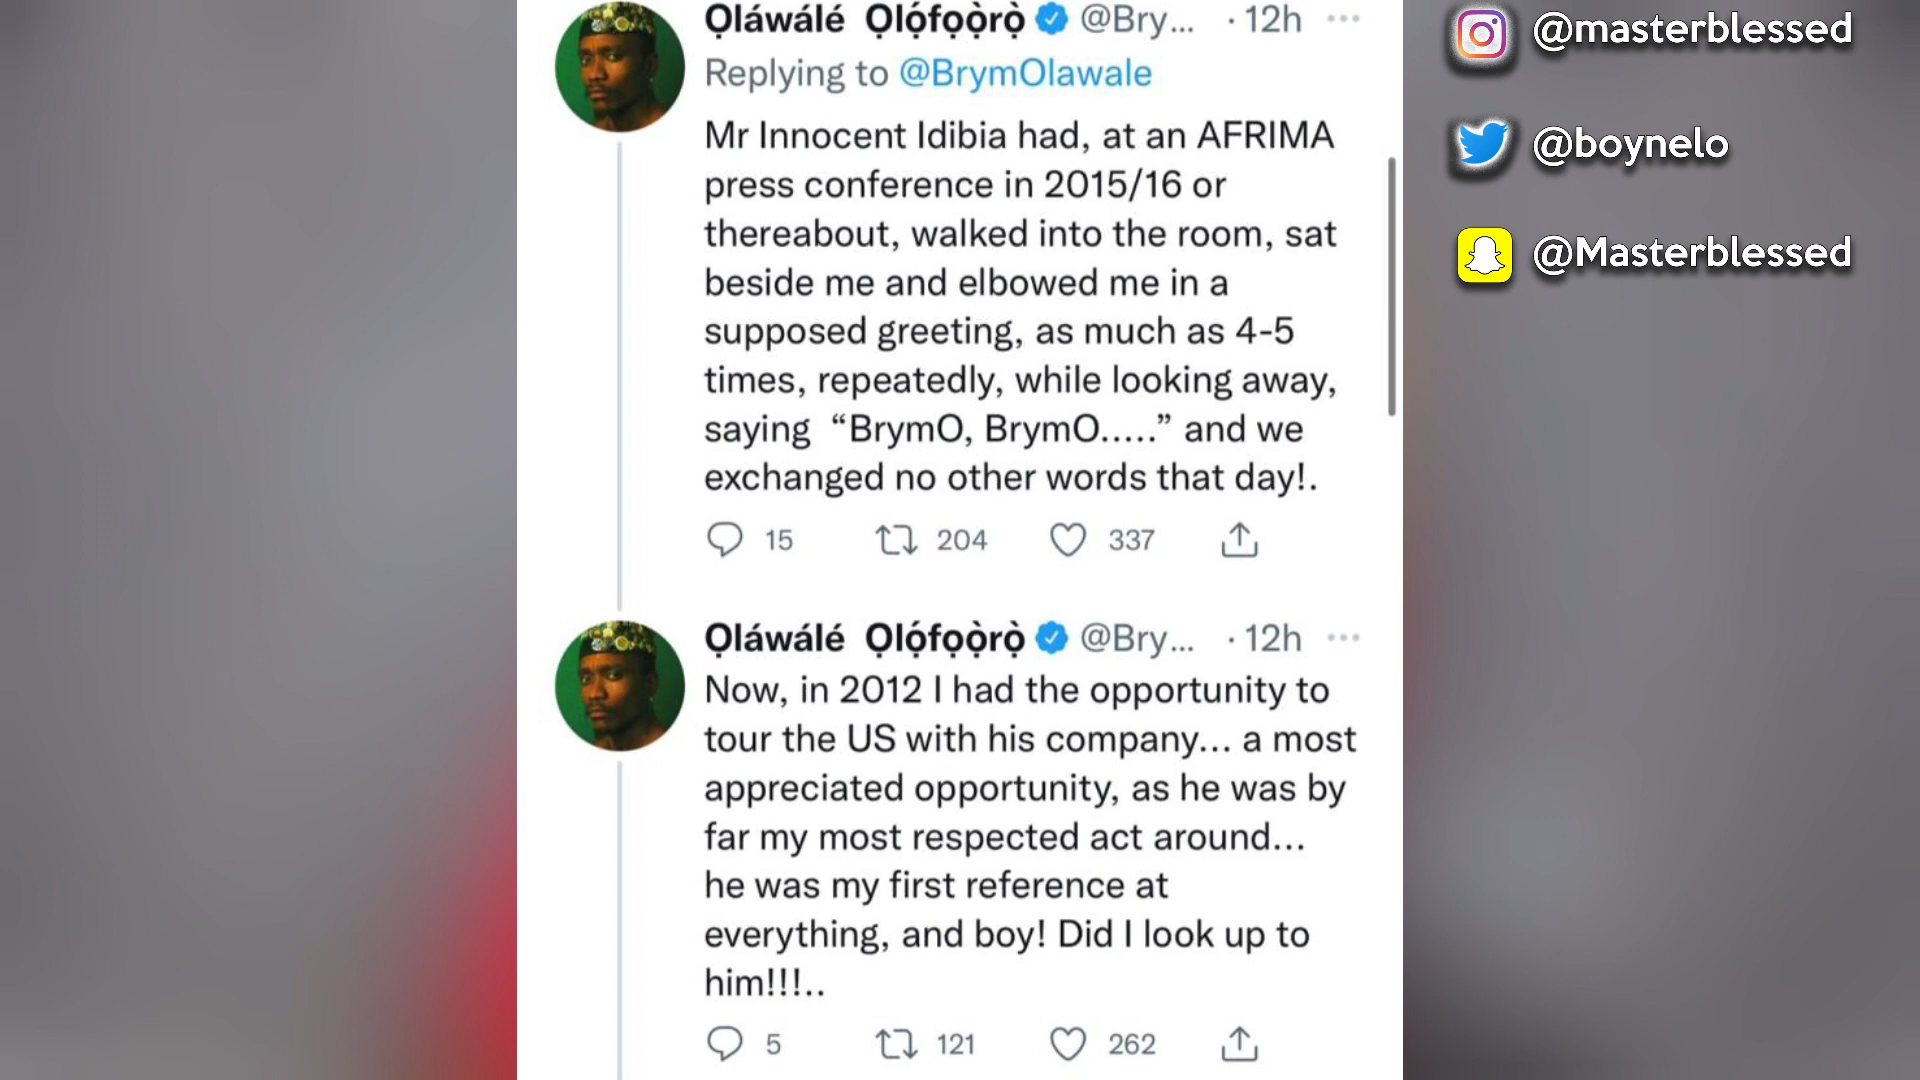 Ọláwálé Ọlọ́fọọ̀rọ̀ @Bry... · 12h
Replying to @BrymOlawale
Mr Innocent Idibia had, at an AFRIMA
press conference in 2015/16 or
thereabout, walked into the room, sat
beside me and elbowed me in a
supposed greeting, as much as 4-5
times, repeatedly, while looking away,
saying “BrymO, BrymO.....” and we
exchanged no other words that day!.
15 204 337
Ọláwálé Ọlọ́fọọ̀rọ̀ @Bry... · 12h
Now, in 2012 I had the opportunity to
tour the US with his company... a most
appreciated opportunity, as he was by
far my most respected act around...
he was my first reference at
everything, and boy! Did I look up to
him!!!..
5 121 262
@masterblessed
@boynelo
@Masterblessed